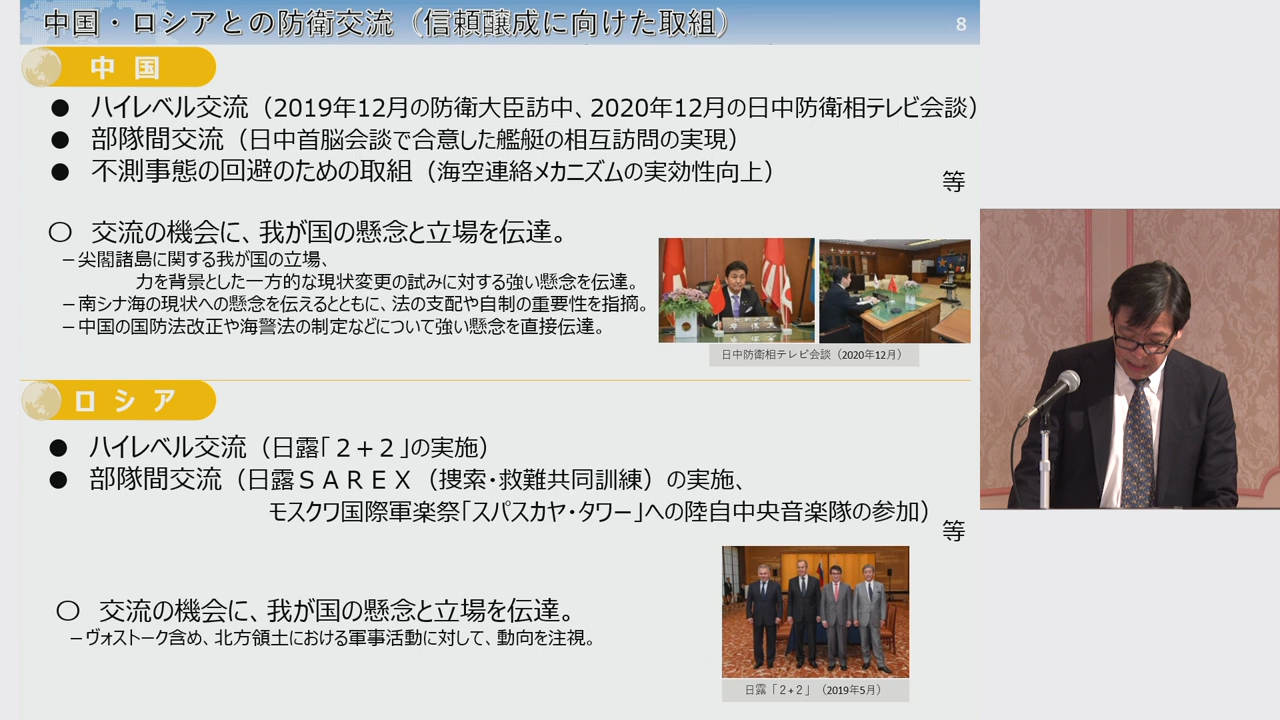 中国・ロシアとの防衛交流（信頼醸成に向けた取組）
8
中 国
● ハイレベル交流（2019年12月の防衛大臣訪中、2020年12月の日中防衛相テレビ会談）
● 部隊間交流（日中首脳会談で合意した艦艇の相互訪問の実現）
● 不測事態の回避のための取組（海空連絡メカニズムの実効性向上）
等
〇 交流の機会に、我が国の懸念と立場を伝達。
－尖閣諸島に関する我が国の立場、
力を背景とした一方的な現状変更の試みに対する強い懸念を伝達。
－南シナ海の現状への懸念を伝えるとともに、法の支配や自制の重要性を指摘。
－中国の国防法改正や海警法の制定などについて強い懸念を直接伝達。
日中防衛相テレビ会談（2020年12月）
ロ シ ア
● ハイレベル交流（日露「２＋２」の実施）
● 部隊間交流（日露ＳＡＲＥＸ（捜索・救難共同訓練）の実施、
モスクワ国際軍楽祭「スパスカヤ・タワー」への陸自中央音楽隊の参加）
等
〇 交流の機会に、我が国の懸念と立場を伝達。
－ヴォストーク含め、北方領土における軍事活動に対して、動向を注視。
日露「２+２」（2019年5月）